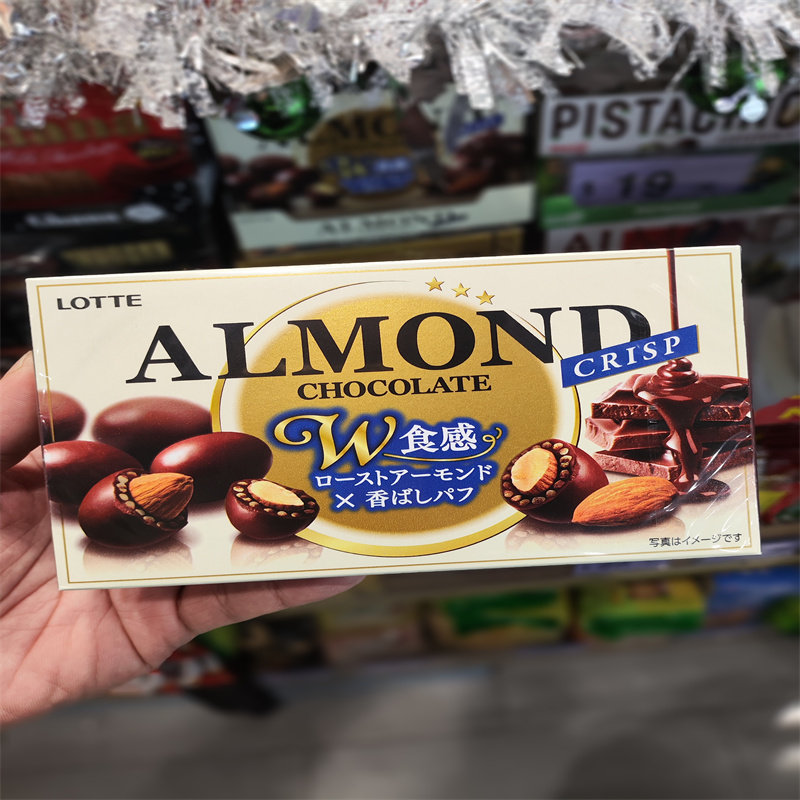 PISTACHIO
19
LOTTE
ALMOND
CHOCOLATE
CRISP
W食感
ローストアーモンド
× 香ばしパフ
写真はイメージです